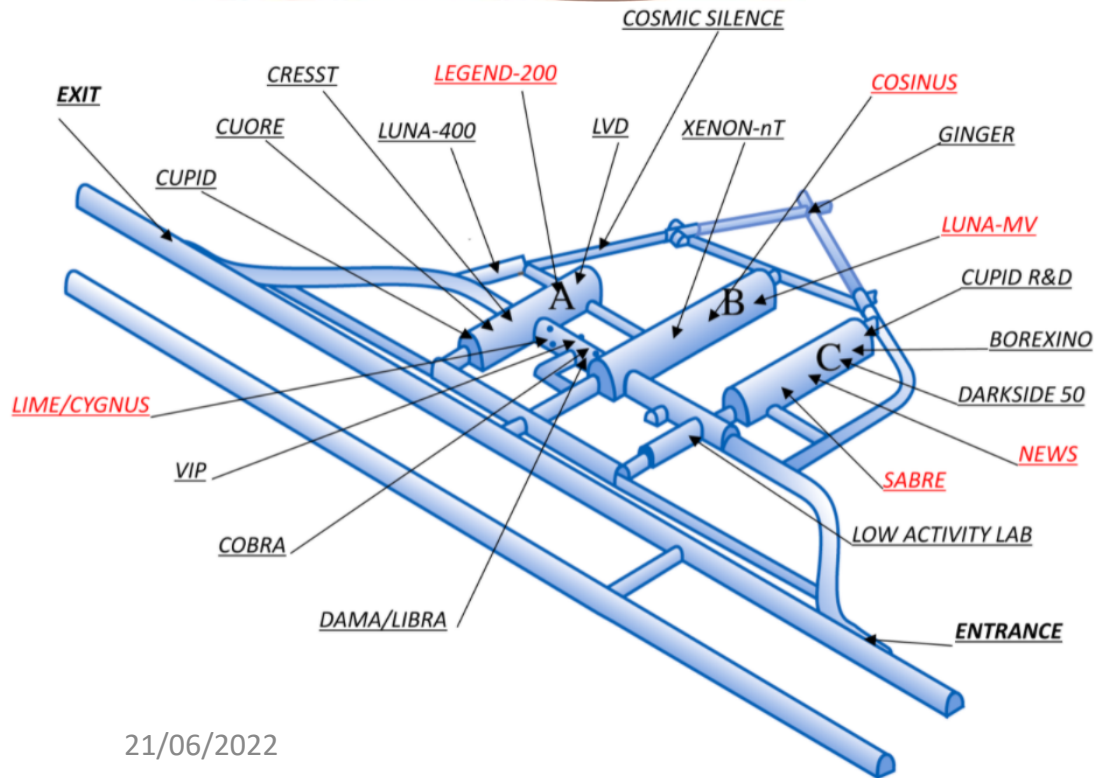 COSMIC SILENCE
LEGEND-200
CRESST
COSINUS
EXIT
CUORE
LUNA-400
LVD
XENON-nT
GINGER
CUPID
LUNA-MV
CUPID R&D
A
B
BOREXINO
C
DARKSIDE 50
LIME/CYGNUS
NEWS
VIP
SABRE
LOW ACTIVITY LAB
COBRA
DAMA/LIBRA
ENTRANCE
21/06/2022